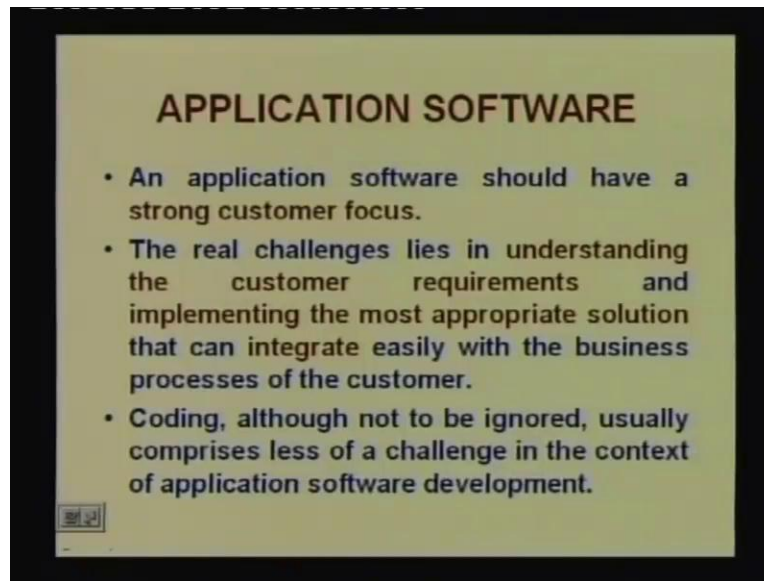 APPLICATION SOFTWARE
• An application software should have a
strong customer focus.
• The real challenges lies in understanding
the customer requirements and
implementing the most appropriate solution
that can integrate easily with the business
processes of the customer.
• Coding, although not to be ignored, usually
comprises less of a challenge in the context
of application software development.